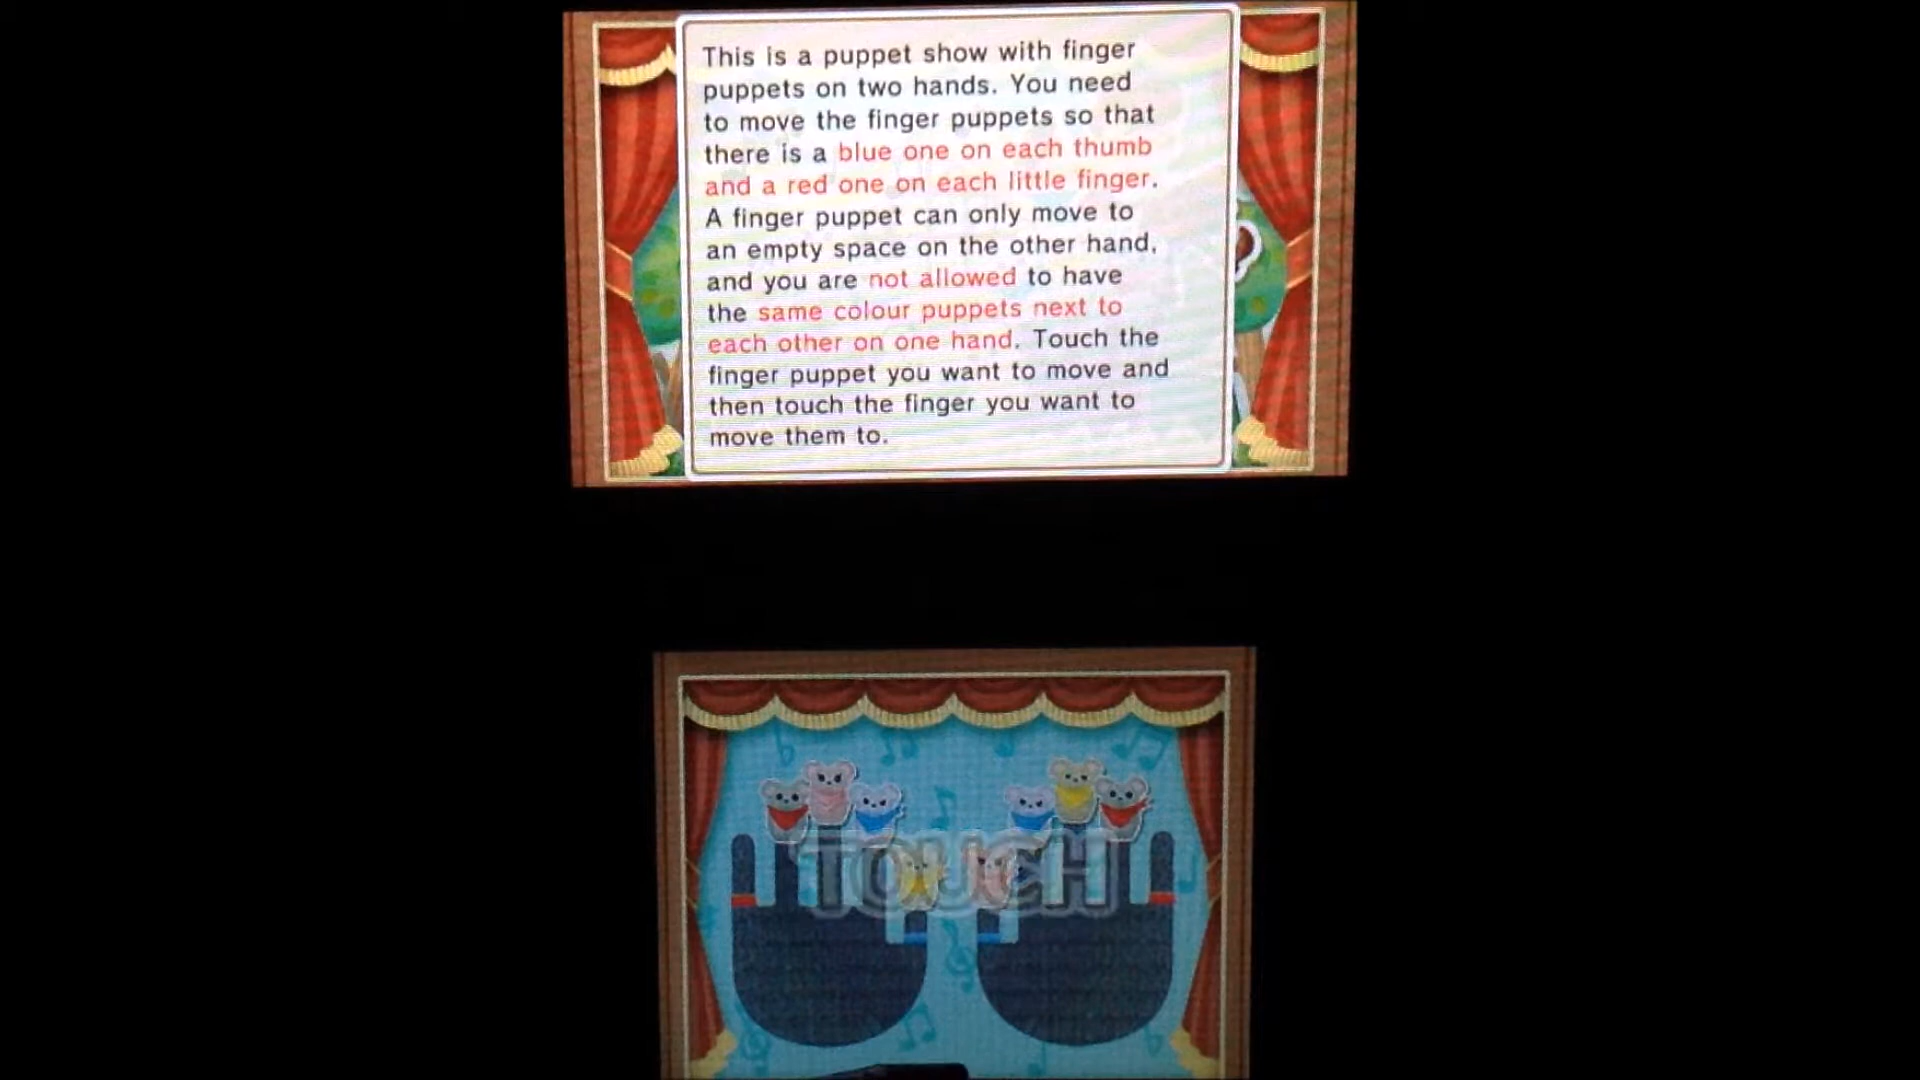 This is a puppet show with finger
puppets on two hands. You need
to move the finger puppets so that
there is a blue one on each thumb
and a red one on each little finger.
A finger puppet can only move to
an empty space on the other hand,
and you are not allowed to have
the same colour puppets next to
each other on one hand. Touch the
finger puppet you want to move and
then touch the finger you want to
move them to.
TOUCH